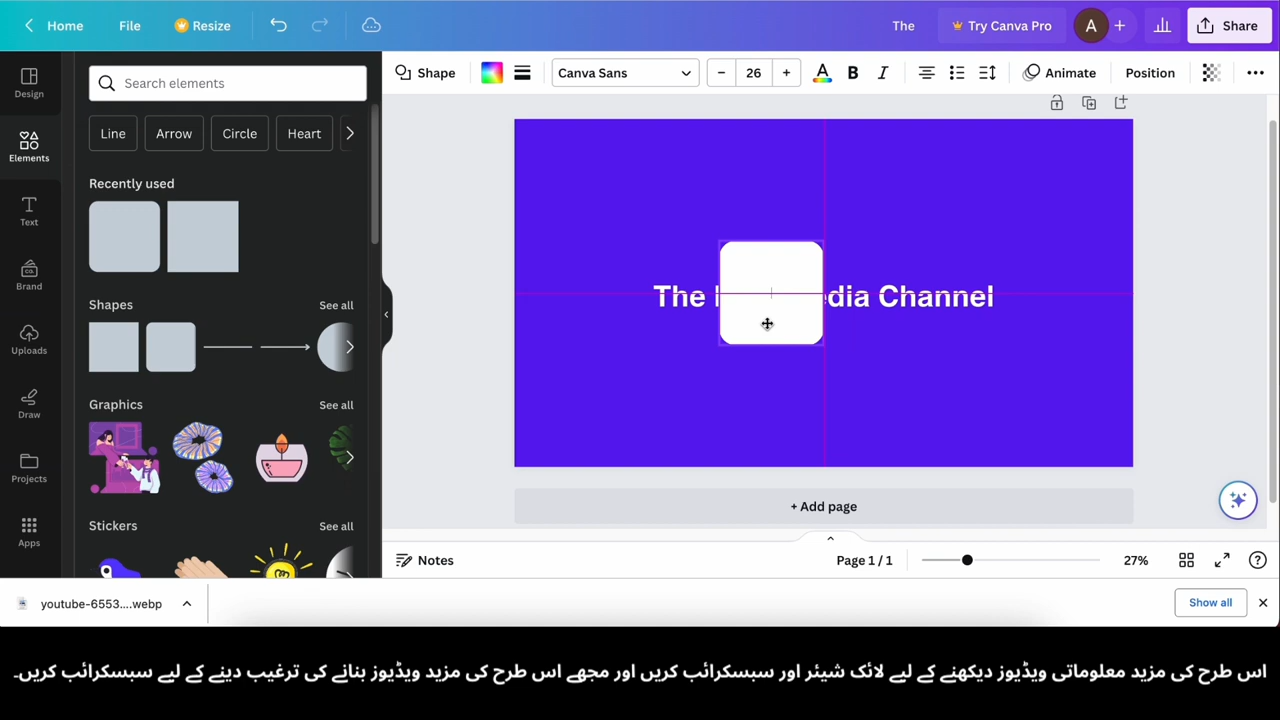 Home File Resize The Try Canva Pro A Share
Design
Elements
Text
Brand
Uploads
Draw
Projects
Apps
Search elements
Line Arrow Circle Heart
Recently used
Shapes See all
Graphics See all
Stickers See all
Shape Canva Sans 26 B I Animate Position
The dia Channel
+ Add page
Notes Page 1 / 1 27%
youtube-6553....webp Show all
اس طرح کی مزید معلوماتی ویڈیوز دیکھنے کے لیے لائک شیئر اور سبسکرائب کریں اور مجھے اس طرح کی مزید ویڈیوز بنانے کی ترغیب دینے کے لیے سبسکرائب کریں۔